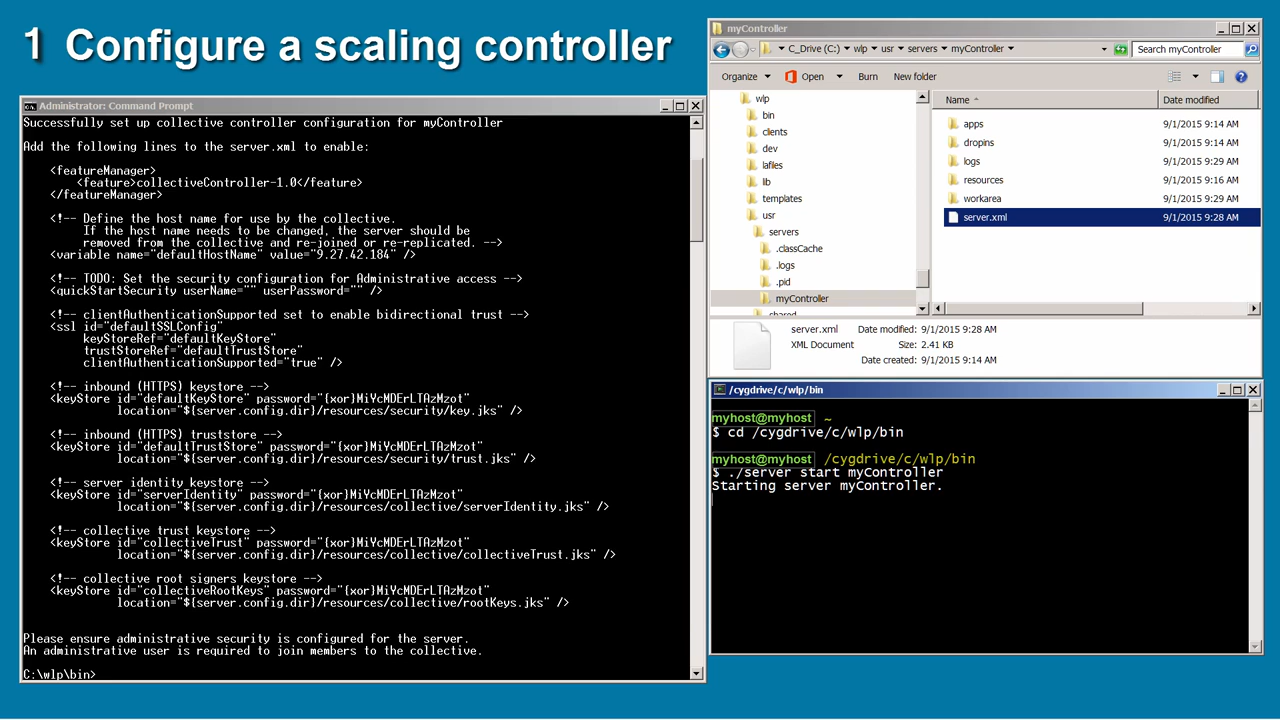 1 Configure a scaling controller
Administrator: Command Prompt
Successfully set up collective controller configuration for myController
Add the following lines to the server.xml to enable:
<featureManager>
<feature>collectiveController-1.0</feature>
</featureManager>
<!-- Define the host name for use by the collective.
If the host name needs to be changed, the server should be
removed from the collective and re-joined or re-replicated. -->
<variable name="defaultHostName" value="9.27.42.184" />
<!-- TODO: Set the security configuration for Administrative access -->
<quickStartSecurity userName="" userPassword="" />
<!-- clientAuthenticationSupported set to enable bidirectional trust -->
<ssl id="defaultSSLConfig"
keyStoreRef="defaultKeyStore"
trustStoreRef="defaultTrustStore"
clientAuthenticationSupported="true" />
<!-- inbound (HTTPS) keystore -->
<keyStore id="defaultKeyStore" password="{xor}MiYcMDErLTAzMzot"
location="${server.config.dir}/resources/security/key.jks" />
<!-- inbound (HTTPS) truststore -->
<keyStore id="defaultTrustStore" password="{xor}MiYcMDErLTAzMzot"
location="${server.config.dir}/resources/security/trust.jks" />
<!-- server identity keystore -->
<keyStore id="serverIdentity" password="{xor}MiYcMDErLTAzMzot"
location="${server.config.dir}/resources/collective/serverIdentity.jks" />
<!-- collective trust keystore -->
<keyStore id="collectiveTrust" password="{xor}MiYcMDErLTAzMzot"
location="${server.config.dir}/resources/collective/collectiveTrust.jks" />
<!-- collective root signers keystore -->
<keyStore id="collectiveRootKeys" password="{xor}MiYcMDErLTAzMzot"
location="${server.config.dir}/resources/collective/rootKeys.jks" />
Please ensure administrative security is configured for the server.
An administrative user is required to join members to the collective.
C:\wlp\bin>
myController
C_Drive (C:) wlp usr servers myController Search myController
Organize Open Burn New folder
wlp
bin
clients
dev
lafiles
lib
templates
usr
servers
.classCache
.logs
.pid
myController
shared
Name Date modified
apps 9/1/2015 9:14 AM
dropins 9/1/2015 9:14 AM
logs 9/1/2015 9:29 AM
resources 9/1/2015 9:16 AM
workarea 9/1/2015 9:29 AM
server.xml 9/1/2015 9:28 AM
server.xml Date modified: 9/1/2015 9:28 AM
XML Document Size: 2.41 KB
Date created: 9/1/2015 9:14 AM
/cygdrive/c/wlp/bin
myhost@myhost ~
$ cd /cygdrive/c/wlp/bin
myhost@myhost /cygdrive/c/wlp/bin
$ ./server start myController
Starting server myController.